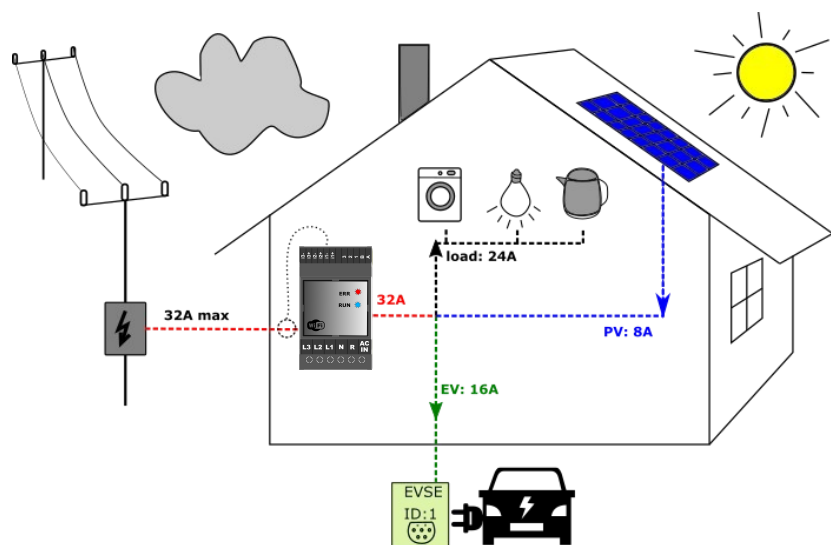 load: 24A
ERR
RUN
32A max
32A
WiFi
PV: 8A
L3 L2 L1 N R AC IN
EV: 16A
EVSE
ID:1